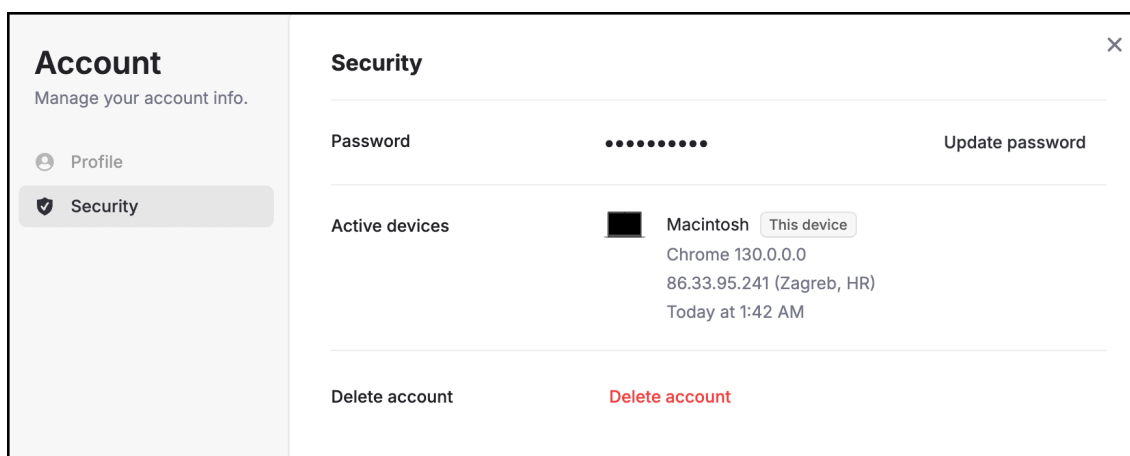 Account
Manage your account info.
Profile
Security
Security
Password
••••••••••
Update password
Active devices
Macintosh
This device
Chrome 130.0.0.0
86.33.95.241 (Zagreb, HR)
Today at 1:42 AM
Delete account
Delete account